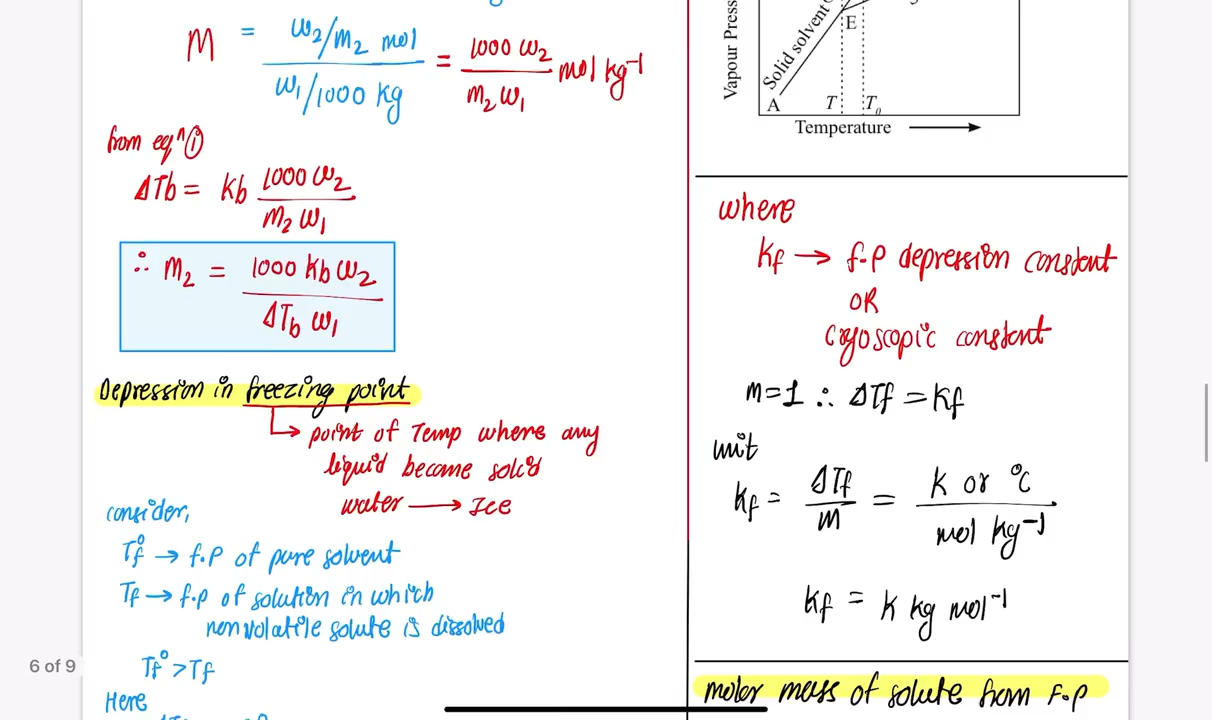 M = W2/M2 mol / W1/1000 kg = 1000 W2 / M2 W1 mol kg⁻¹
from eqⁿ ①
ΔTb = Kb 1000 W2 / M2 W1
∴ M2 = 1000 Kb W2 / ΔTb W1
Depression in freezing point
↳ point of Temp where any
liquid become solid
water → Ice
consider,
Tf° → f.p of pure solvent
Tf → f.p of solution in which
nonvolatile solute is dissolved
Tf° > Tf
6 of 9
Here
Vapour Press
Solid solvent
E
A
T
T₀
Temperature →
where
Kf → f.p depression constant
OR
cryoscopic constant
m=1 ∴ ΔTf = Kf
unit
Kf = ΔTf / M = K or °C / mol kg⁻¹
Kf = K kg mol⁻¹
moler mass of solute from F.P